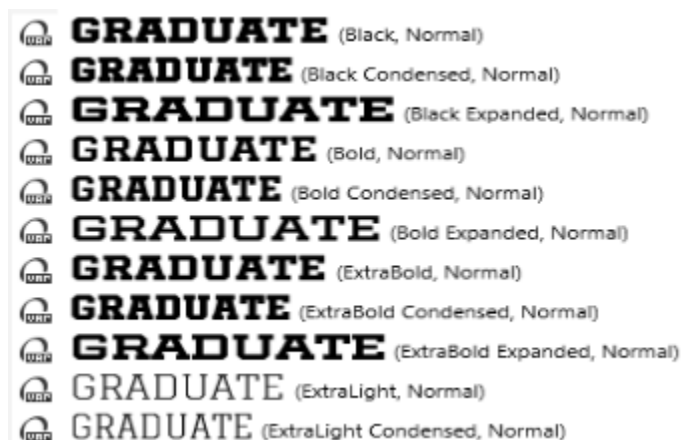 GRADUATE (Black, Normal)
GRADUATE (Black Condensed, Normal)
GRADUATE (Black Expanded, Normal)
GRADUATE (Bold, Normal)
GRADUATE (Bold Condensed, Normal)
GRADUATE (Bold Expanded, Normal)
GRADUATE (ExtraBold, Normal)
GRADUATE (ExtraBold Condensed, Normal)
GRADUATE (ExtraBold Expanded, Normal)
GRADUATE (ExtraLight, Normal)
GRADUATE (ExtraLight Condensed, Normal)